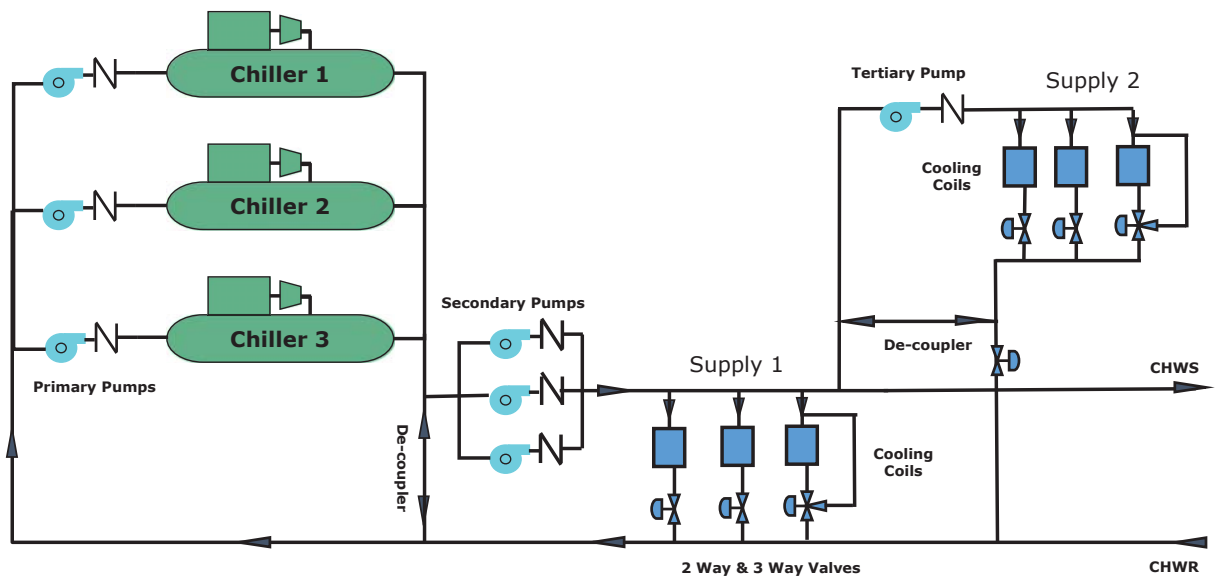 Chiller 1
Tertiary Pump
Supply 2
Cooling
Coils
Chiller 2
Secondary Pumps
Chiller 3
De-coupler
Supply 1
Primary Pumps
CHWS
De-coupler
Cooling
Coils
2 Way & 3 Way Valves
CHWR